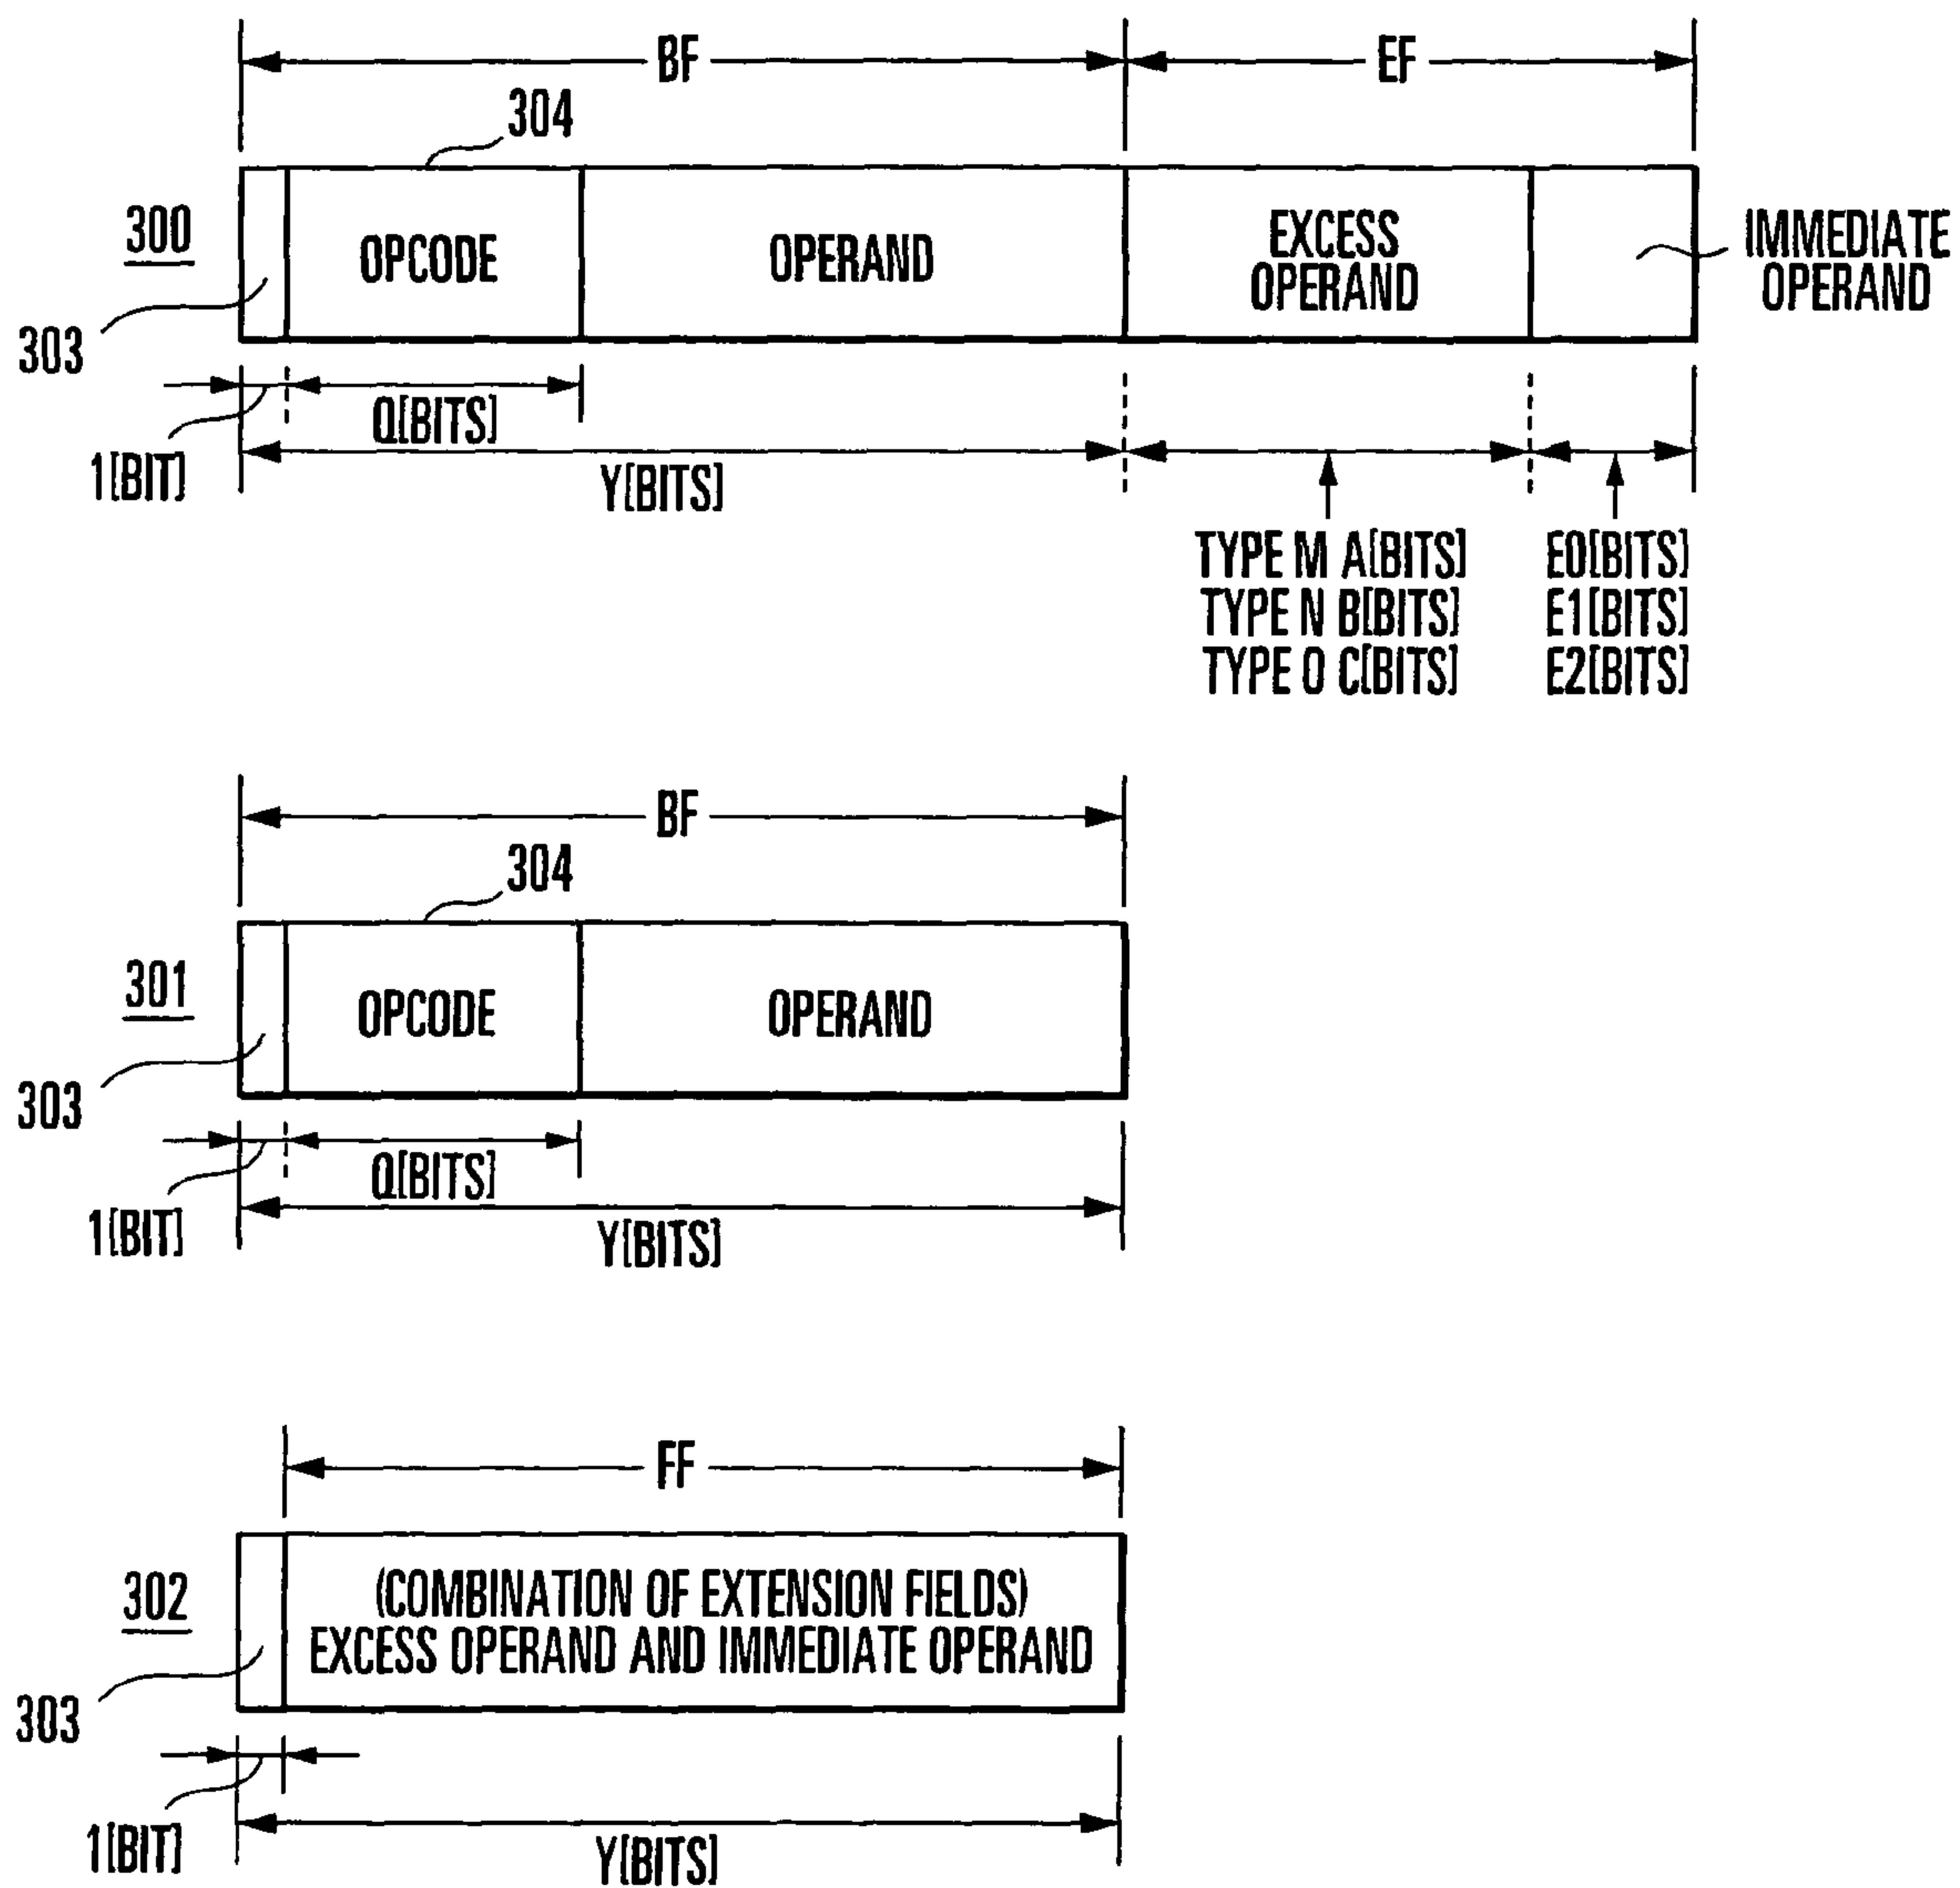 BF
EF
304
300
OPCODE
OPERAND
EXCESS
OPERAND
IMMEDIATE
OPERAND
303
Q[BITS]
1[BIT]
Y[BITS]
TYPE M A[BITS]
TYPE N B[BITS]
TYPE O C[BITS]
E0[BITS]
E1[BITS]
E2[BITS]
BF
304
301
OPCODE
OPERAND
303
Q[BITS]
1[BIT]
Y[BITS]
FF
302
(COMBINATION OF EXTENSION FIELDS)
EXCESS OPERAND AND IMMEDIATE OPERAND
303
1[BIT]
Y[BITS]